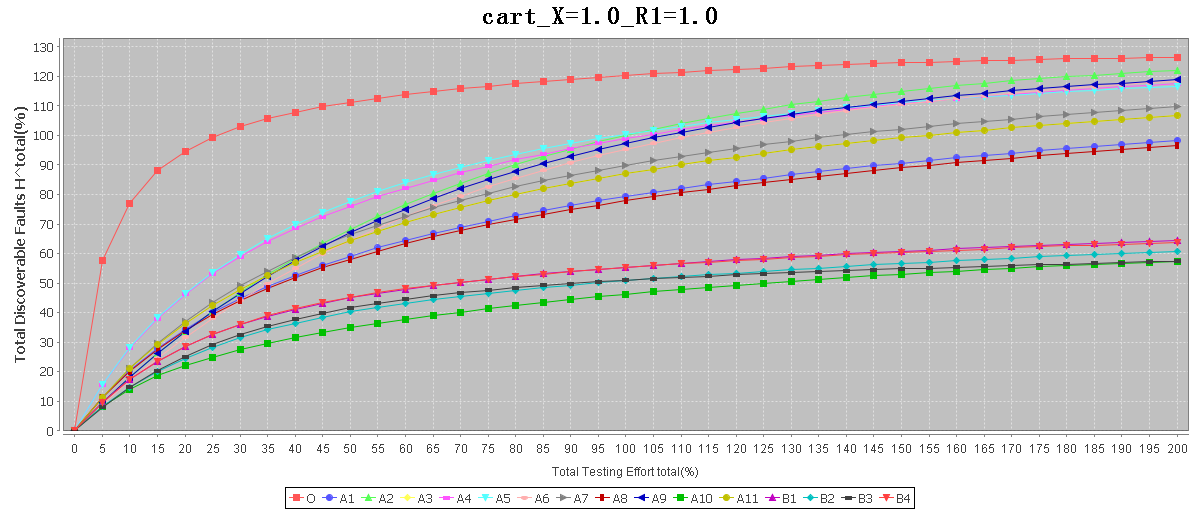 cart_X=1.0_R1=1.0
Total Discoverable Faults H^total(%)
130
120
110
100
90
80
70
60
50
40
30
20
10
0
0 5 10 15 20 25 30 35 40 45 50 55 60 65 70 75 80 85 90 95 100 105 110 115 120 125 130 135 140 145 150 155 160 165 170 175 180 185 190 195 200
Total Testing Effort total(%)
O A1 A2 A3 A4 A5 A6 A7 A8 A9 A10 A11 B1 B2 B3 B4